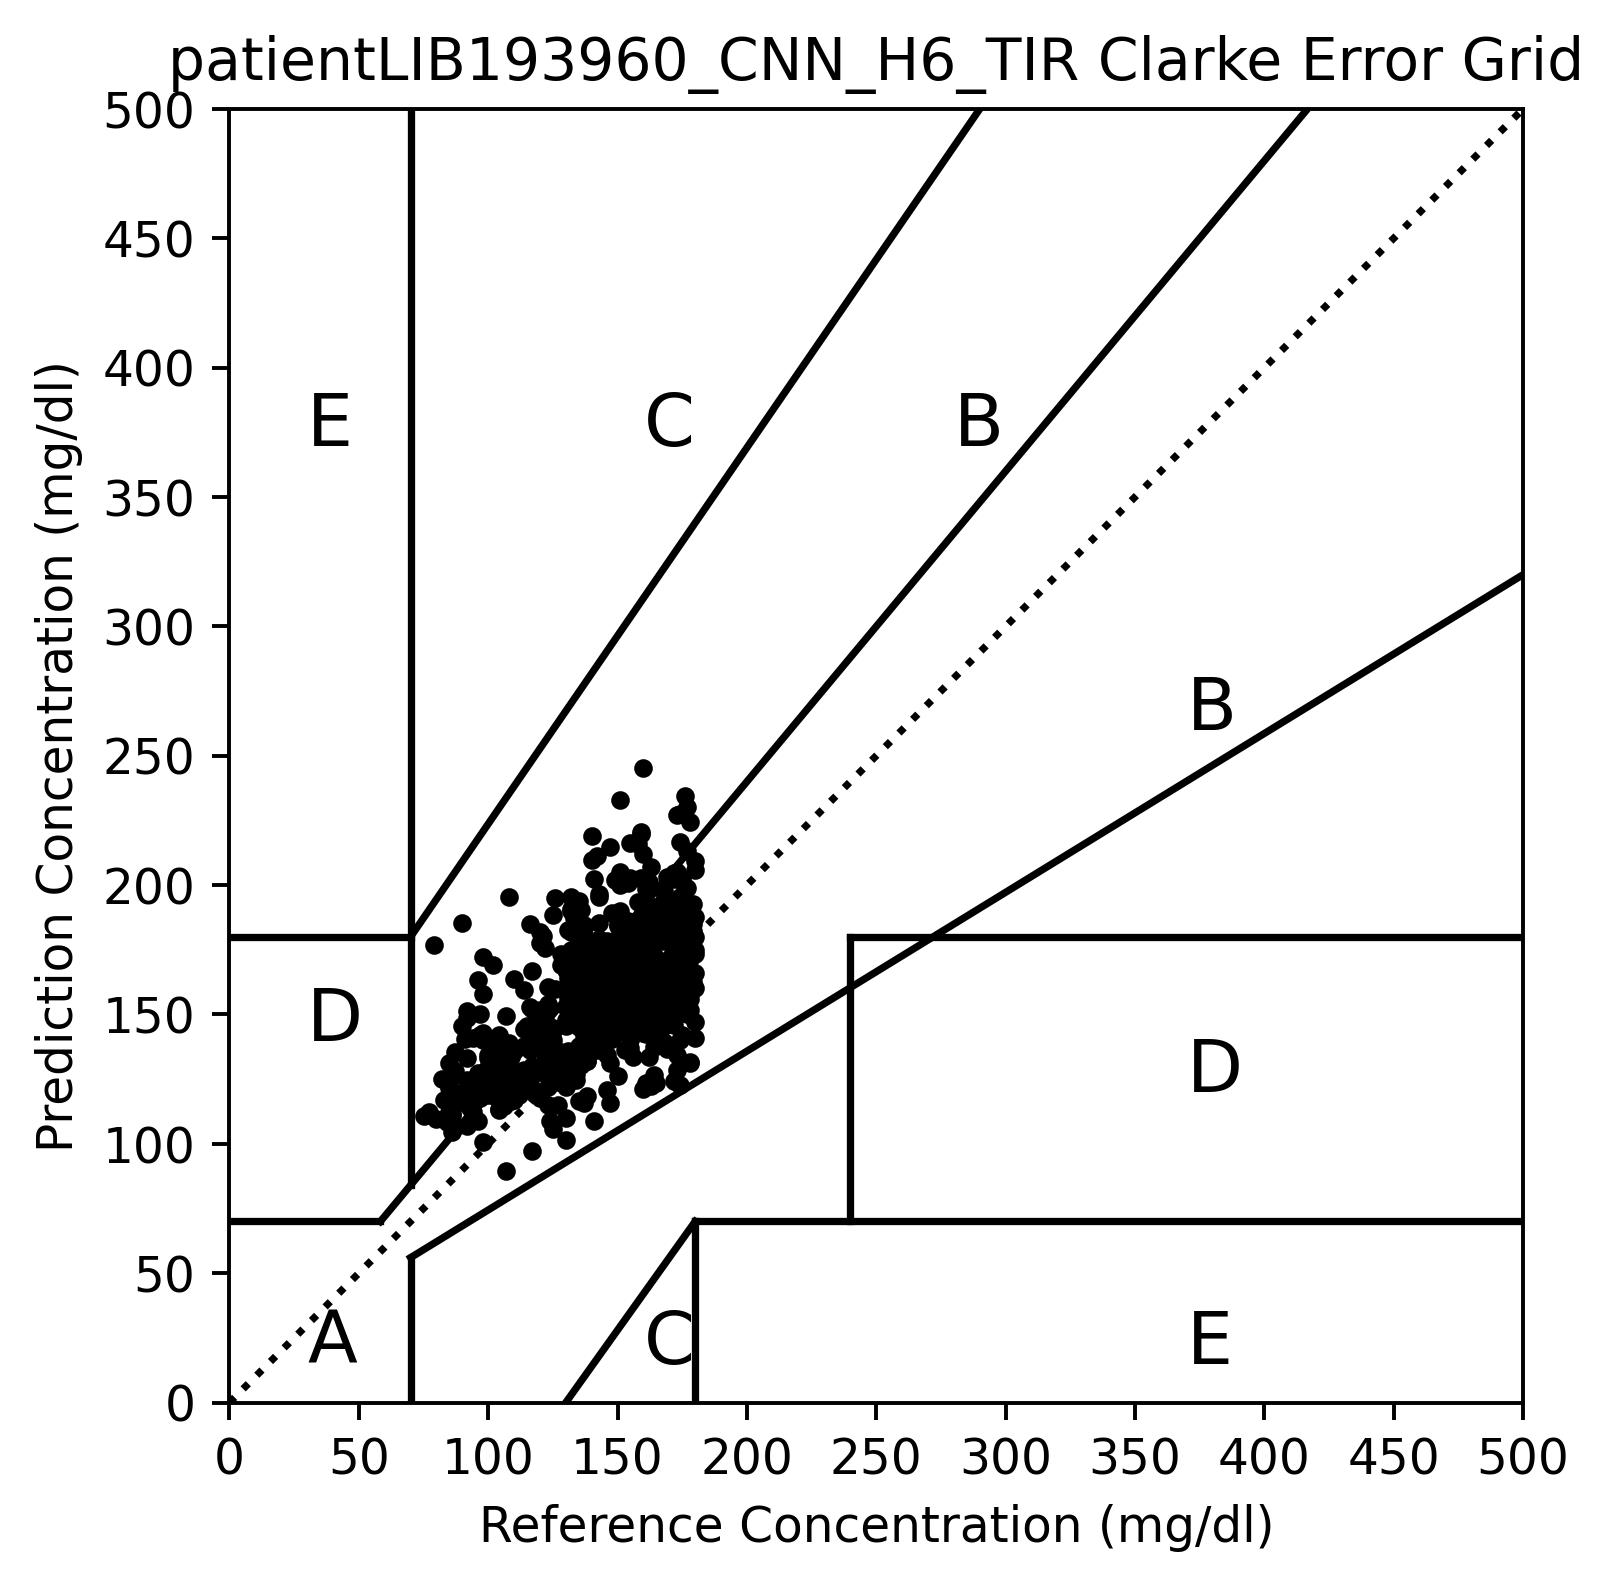 patientLIB193960_CNN_H6_TIR Clarke Error Grid
500
450
400
350
300
250
200
150
100
50
0
Prediction Concentration (mg/dl)
E
C
B
B
D
D
A
C
E
0 50 100 150 200 250 300 350 400 450 500
Reference Concentration (mg/dl)